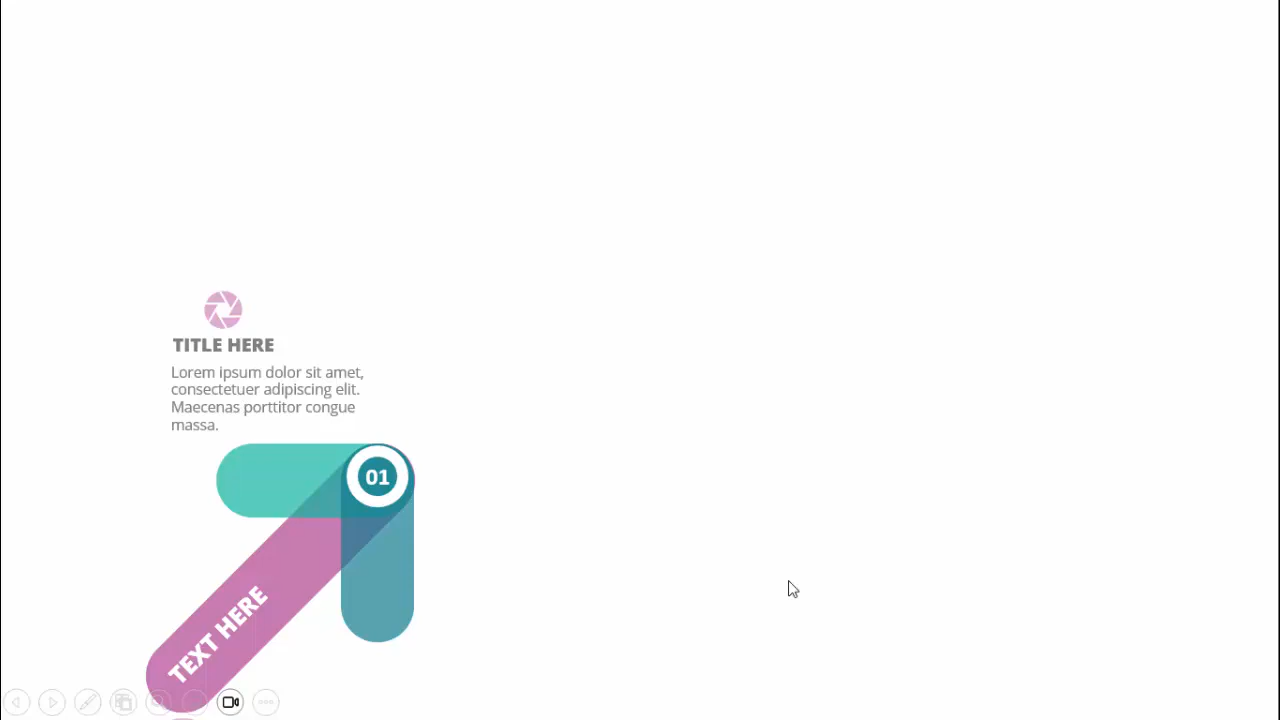 TITLE HERE
Lorem ipsum dolor sit amet,
consectetuer adipiscing elit.
Maecenas porttitor congue
massa.
01
TEXT HERE